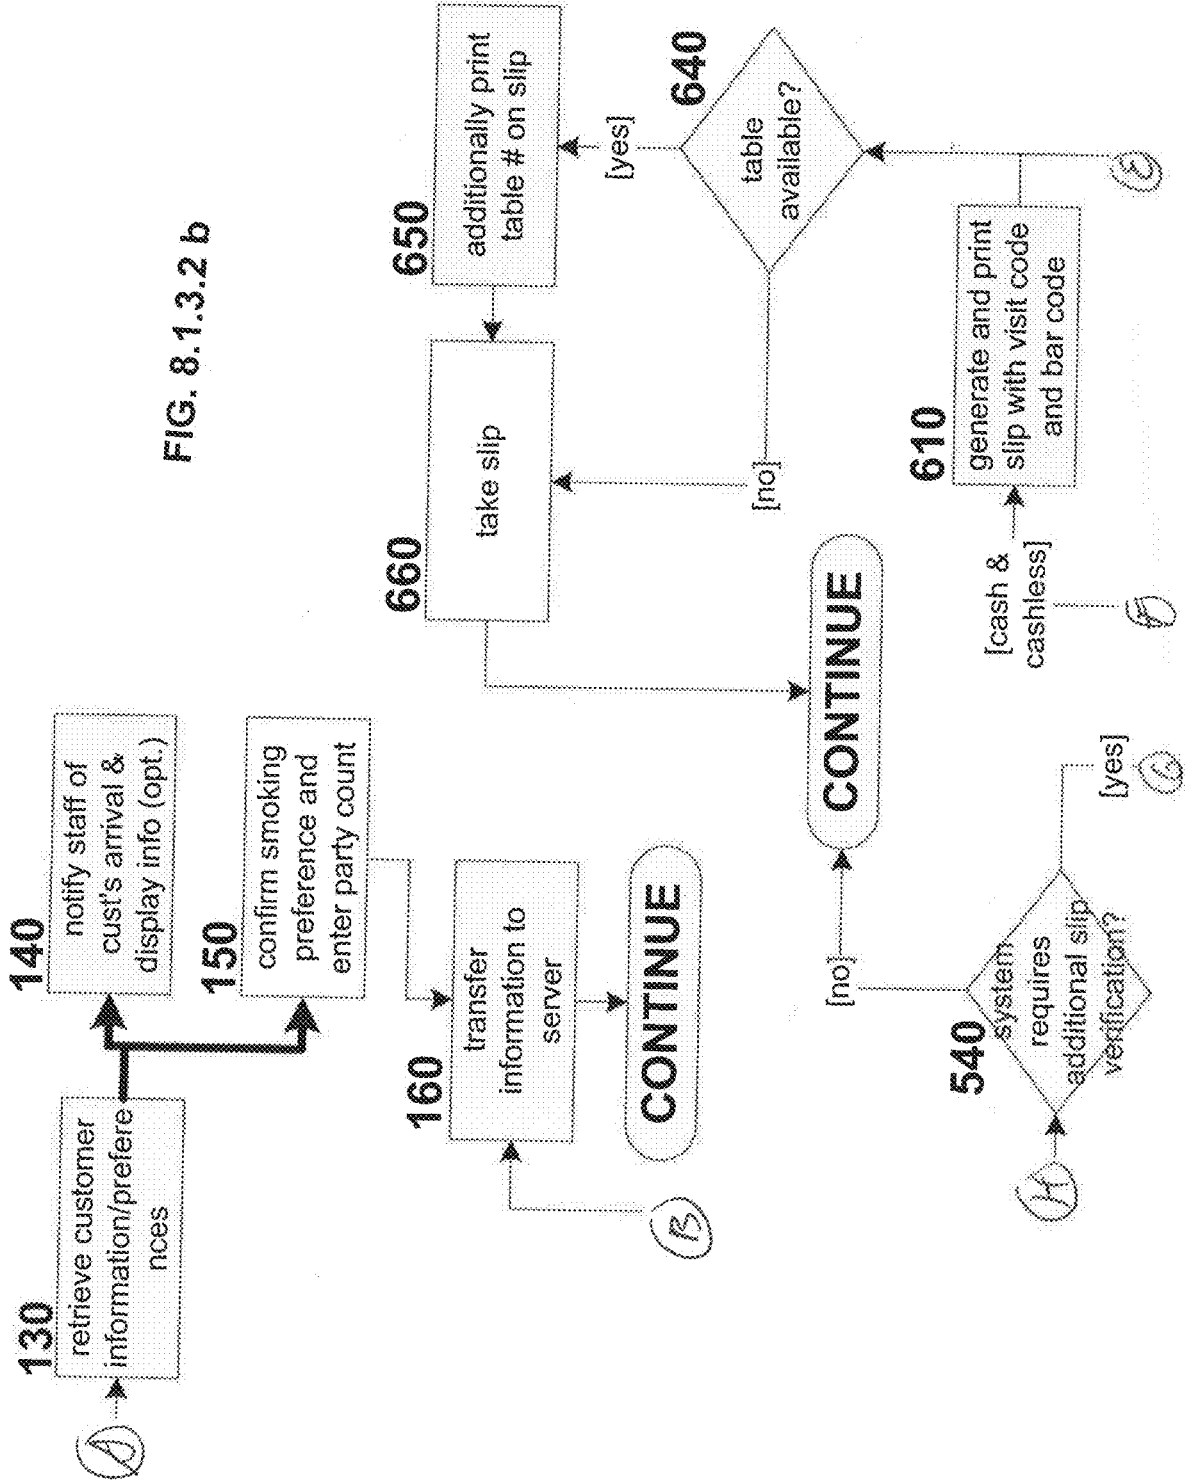 FIG. 8.1.3.2 b
A
130
retrieve customer
information/prefere
nces
140
notify staff of
cust's arrival &
display info (opt.)
150
confirm smoking
preference and
enter party count
160
transfer
information to
server
B
CONTINUE
650
additionally print
table # on slip
660
take slip
[yes]
640
table
available?
[no]
CONTINUE
[no]
H
540
system
requires
additional slip
verification?
[yes]
G
F
[cash &
cashless]
610
generate and print
slip with visit code
and bar code
E